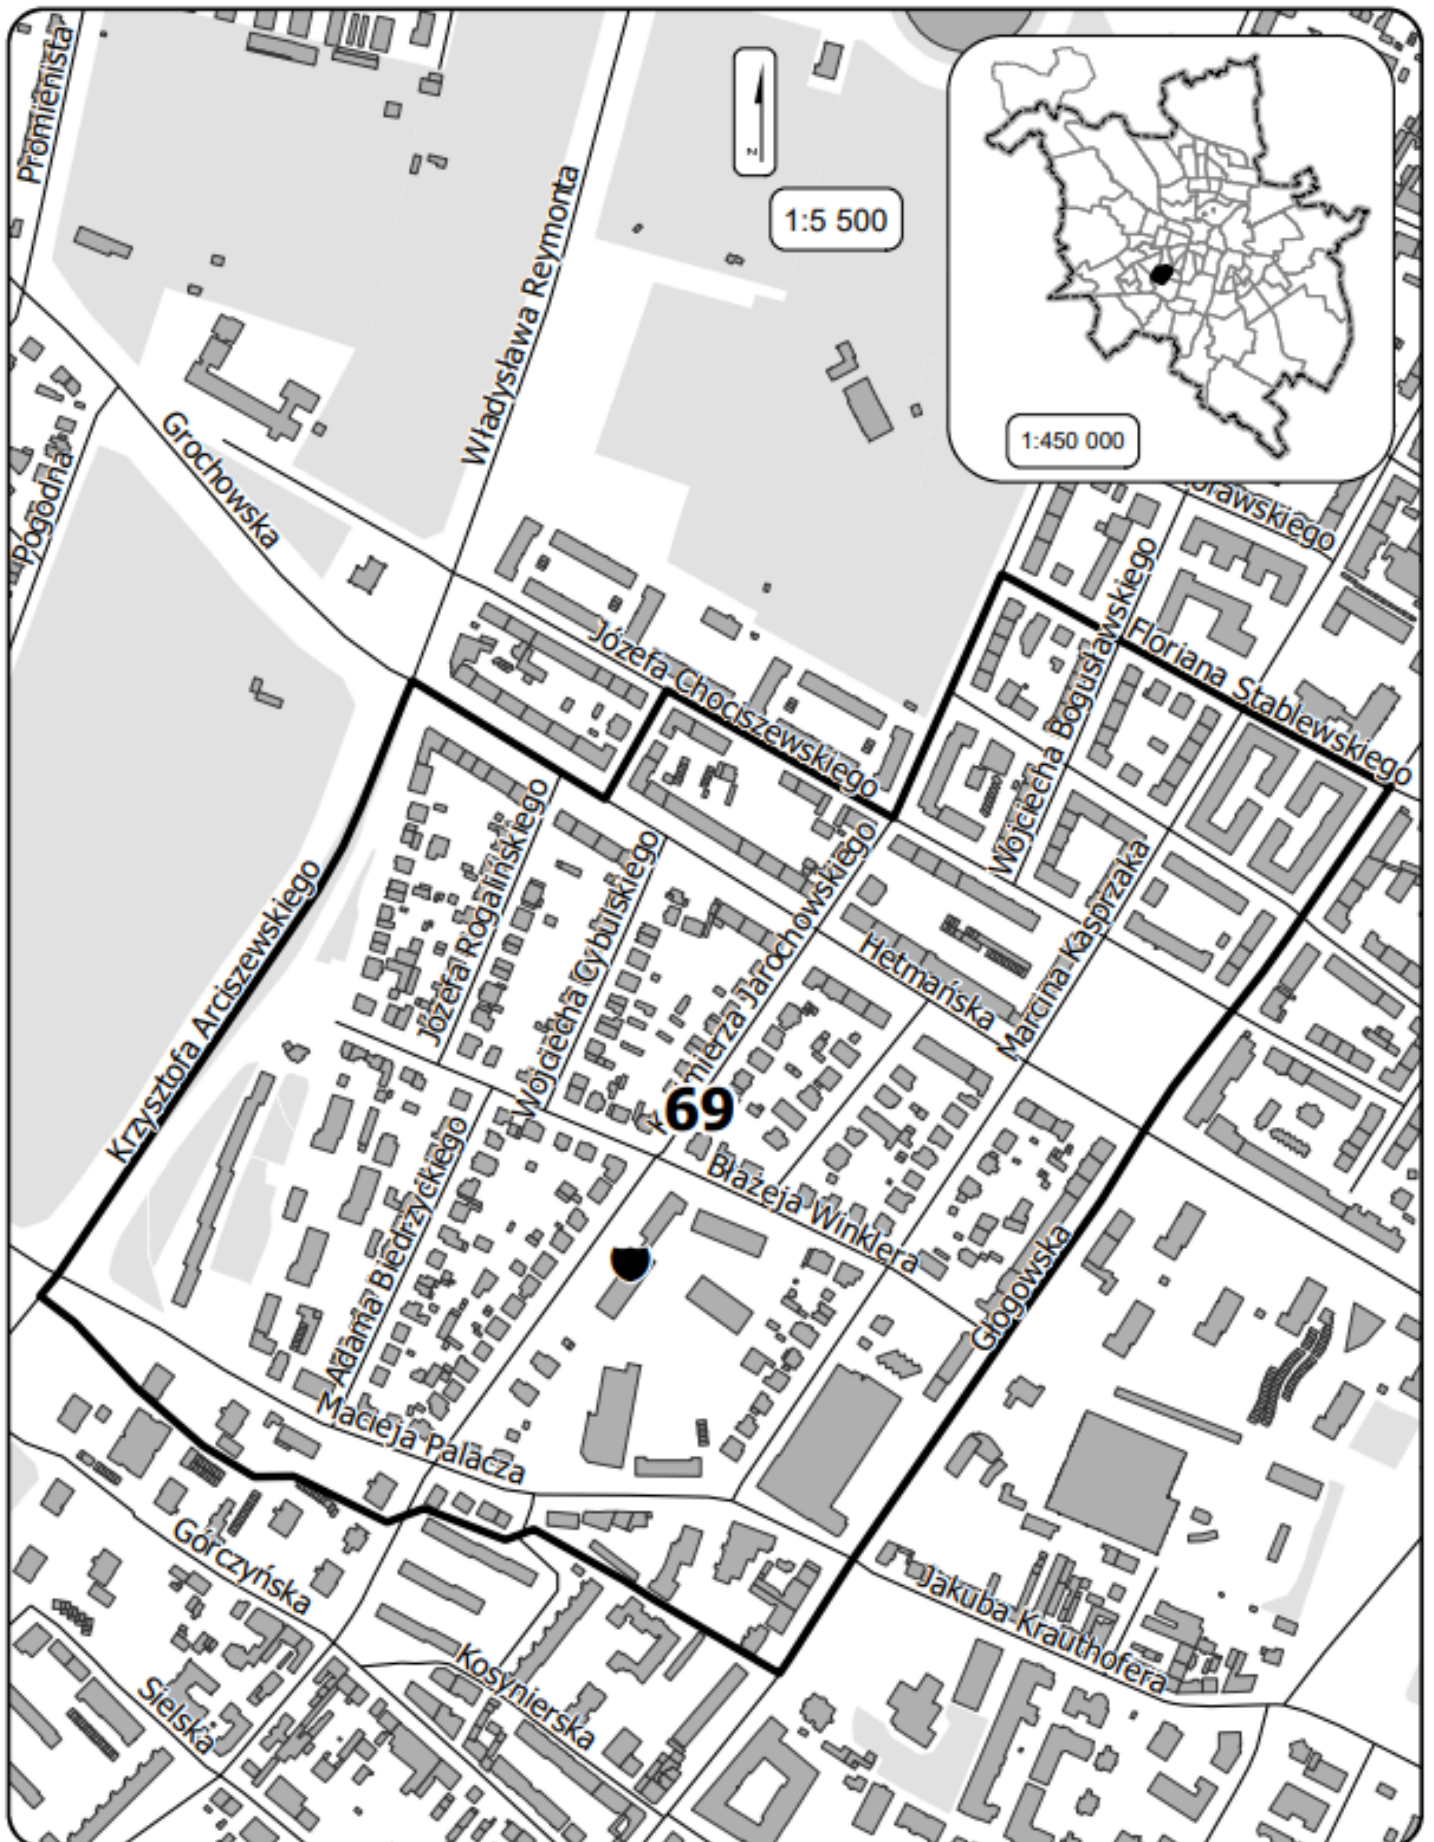 Promienista
Władysława Reymonta
N
1:5 500
1:450 000
Grochowska
Pogodna
Józefa Chociszewskiego
Wojciecha Bogusławskiego
Floriana Stablewskiego
Krzysztofa Arciszewskiego
Józefa Rogalińskiego
Wojciecha Cybulskiego
Jarochowskiego
Hetmańska
Marcina Kasprzaka
69
Błażeja Winklera
Adama Biedrzyckiego
Głogowska
Macieja Palacza
Górczyńska
Jakuba Krauthofera
Kosynierska
Sielska